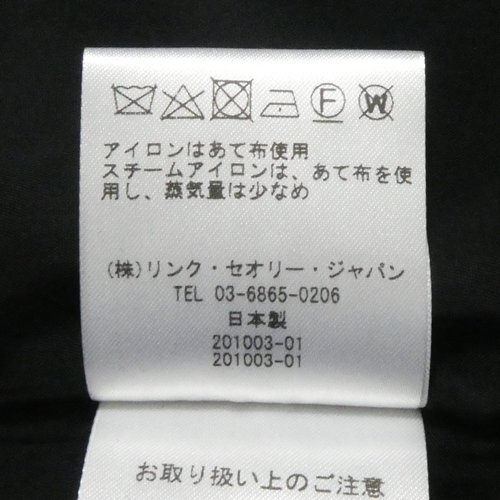 F W
アイロンはあて布使用
スチームアイロンは、あて布を使
用し、蒸気量は少なめ
(株)リンク・セオリー・ジャパン
TEL 03-6865-0206
日本製
201003-01
201003-01
お取り扱い上のご注意